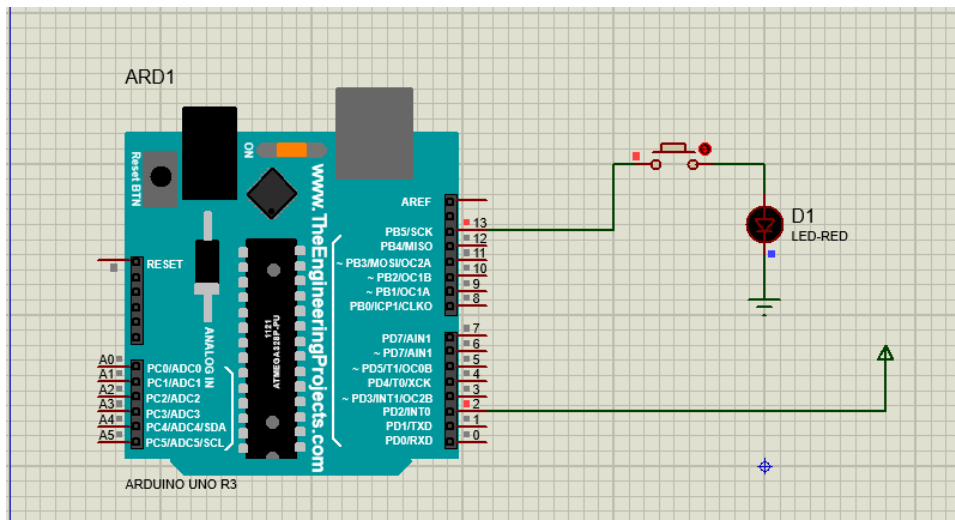 ARD1
ON
Reset BTN
www.TheEngineeringProjects.com
AREF
13
PB5/SCK
12
PB4/MISO
11
~ PB3/MOSI/OC2A
10
~ PB2/OC1B
9
~ PB1/OC1A
8
PB0/ICP1/CLKO
RESET
1121
ATMEGA328P-PU
ANALOG IN
7
PD7/AIN1
6
~ PD7/AIN1
5
~ PD5/T1/OC0B
4
PD4/T0/XCK
3
~ PD3/INT1/OC2B
2
PD2/INT0
1
PD1/TXD
0
PD0/RXD
A0
PC0/ADC0
A1
PC1/ADC1
A2
PC2/ADC2
A3
PC3/ADC3
A4
PC4/ADC4/SDA
A5
PC5/ADC5/SCL
ARDUINO UNO R3
D1
LED-RED